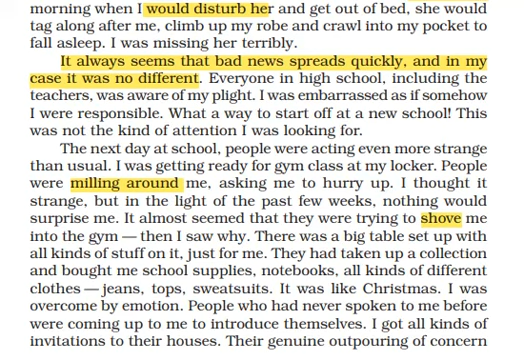 morning when I would disturb her and get out of bed, she would
tag along after me, climb up my robe and crawl into my pocket to
fall asleep. I was missing her terribly.
It always seems that bad news spreads quickly, and in my
case it was no different. Everyone in high school, including the
teachers, was aware of my plight. I was embarrassed as if somehow
I were responsible. What a way to start off at a new school! This
was not the kind of attention I was looking for.
The next day at school, people were acting even more strange
than usual. I was getting ready for gym class at my locker. People
were milling around me, asking me to hurry up. I thought it
strange, but in the light of the past few weeks, nothing would
surprise me. It almost seemed that they were trying to shove me
into the gym — then I saw why. There was a big table set up with
all kinds of stuff on it, just for me. They had taken up a collection
and bought me school supplies, notebooks, all kinds of different
clothes — jeans, tops, sweatsuits. It was like Christmas. I was
overcome by emotion. People who had never spoken to me before
were coming up to me to introduce themselves. I got all kinds of
invitations to their houses. Their genuine outpouring of concern